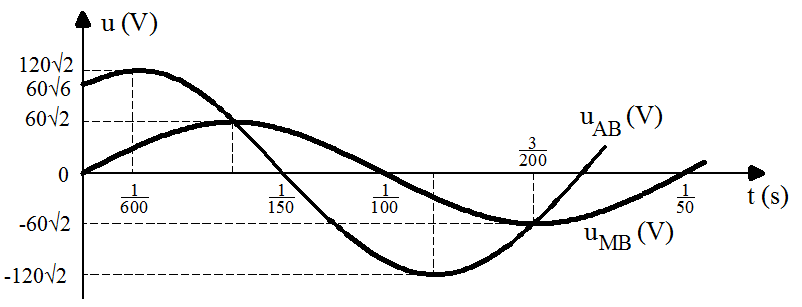 u (V)
120√2
60√6
60√2
0
-60√2
-120√2
1/600
1/150
1/100
3/200
1/50
u_AB (V)
u_MB (V)
t (s)